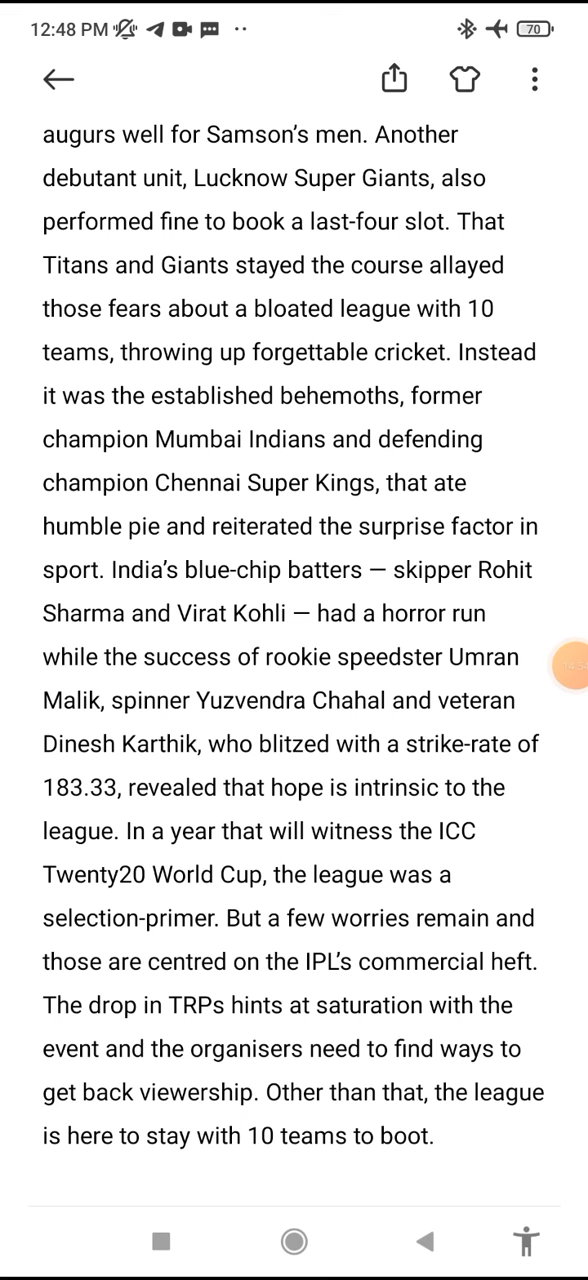 12:48 PM
70
augurs well for Samson’s men. Another
debutant unit, Lucknow Super Giants, also
performed fine to book a last-four slot. That
Titans and Giants stayed the course allayed
those fears about a bloated league with 10
teams, throwing up forgettable cricket. Instead
it was the established behemoths, former
champion Mumbai Indians and defending
champion Chennai Super Kings, that ate
humble pie and reiterated the surprise factor in
sport. India’s blue-chip batters — skipper Rohit
Sharma and Virat Kohli — had a horror run
while the success of rookie speedster Umran
Malik, spinner Yuzvendra Chahal and veteran
Dinesh Karthik, who blitzed with a strike-rate of
183.33, revealed that hope is intrinsic to the
league. In a year that will witness the ICC
Twenty20 World Cup, the league was a
selection-primer. But a few worries remain and
those are centred on the IPL’s commercial heft.
The drop in TRPs hints at saturation with the
event and the organisers need to find ways to
get back viewership. Other than that, the league
is here to stay with 10 teams to boot.